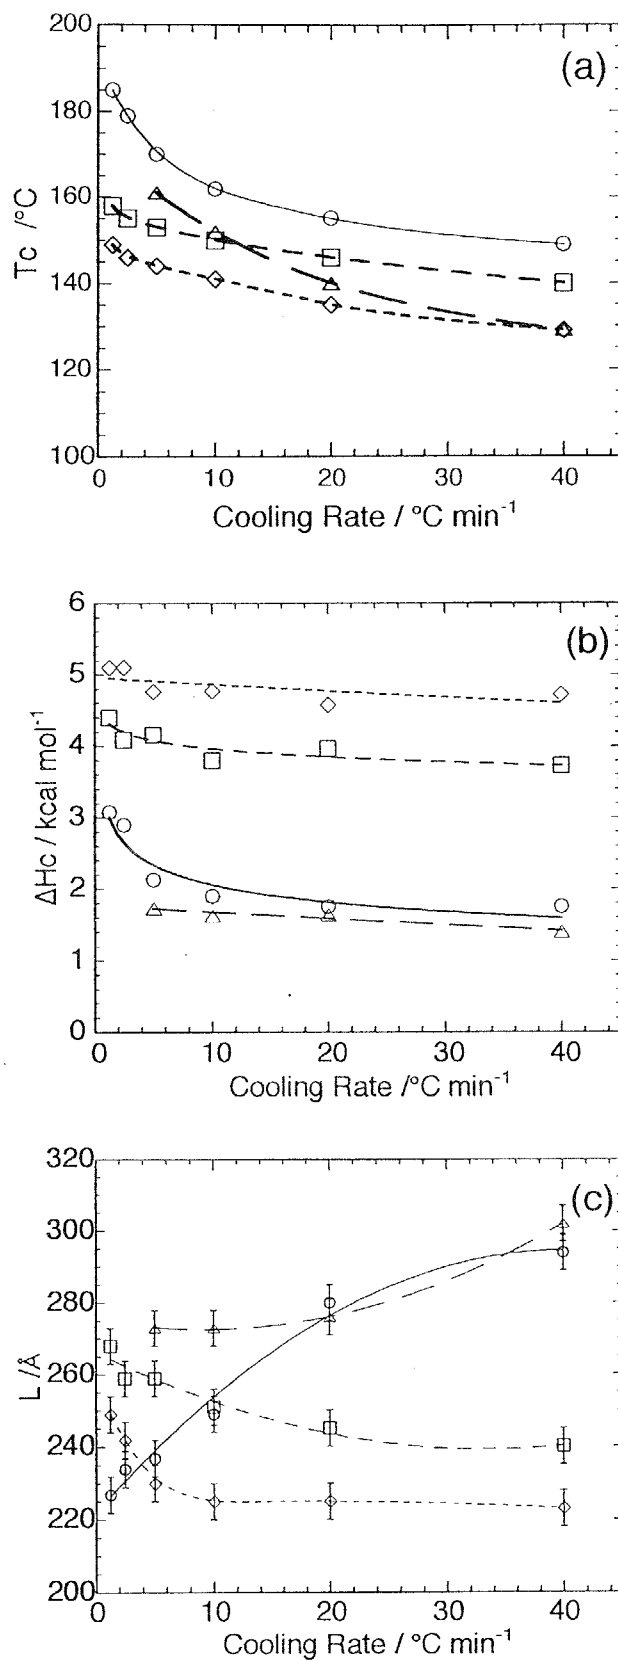 200
(a)
180
160
Tc /°C
140
120
100
0 10 20 30 40
Cooling Rate / °C min-1
6
(b)
5
4
ΔHc / kcal mol-1
3
2
1
0
0 10 20 30 40
Cooling Rate /°C min-1
320
(c)
300
280
L /Å
260
240
220
200
0 10 20 30 40
Cooling Rate / °C min-1